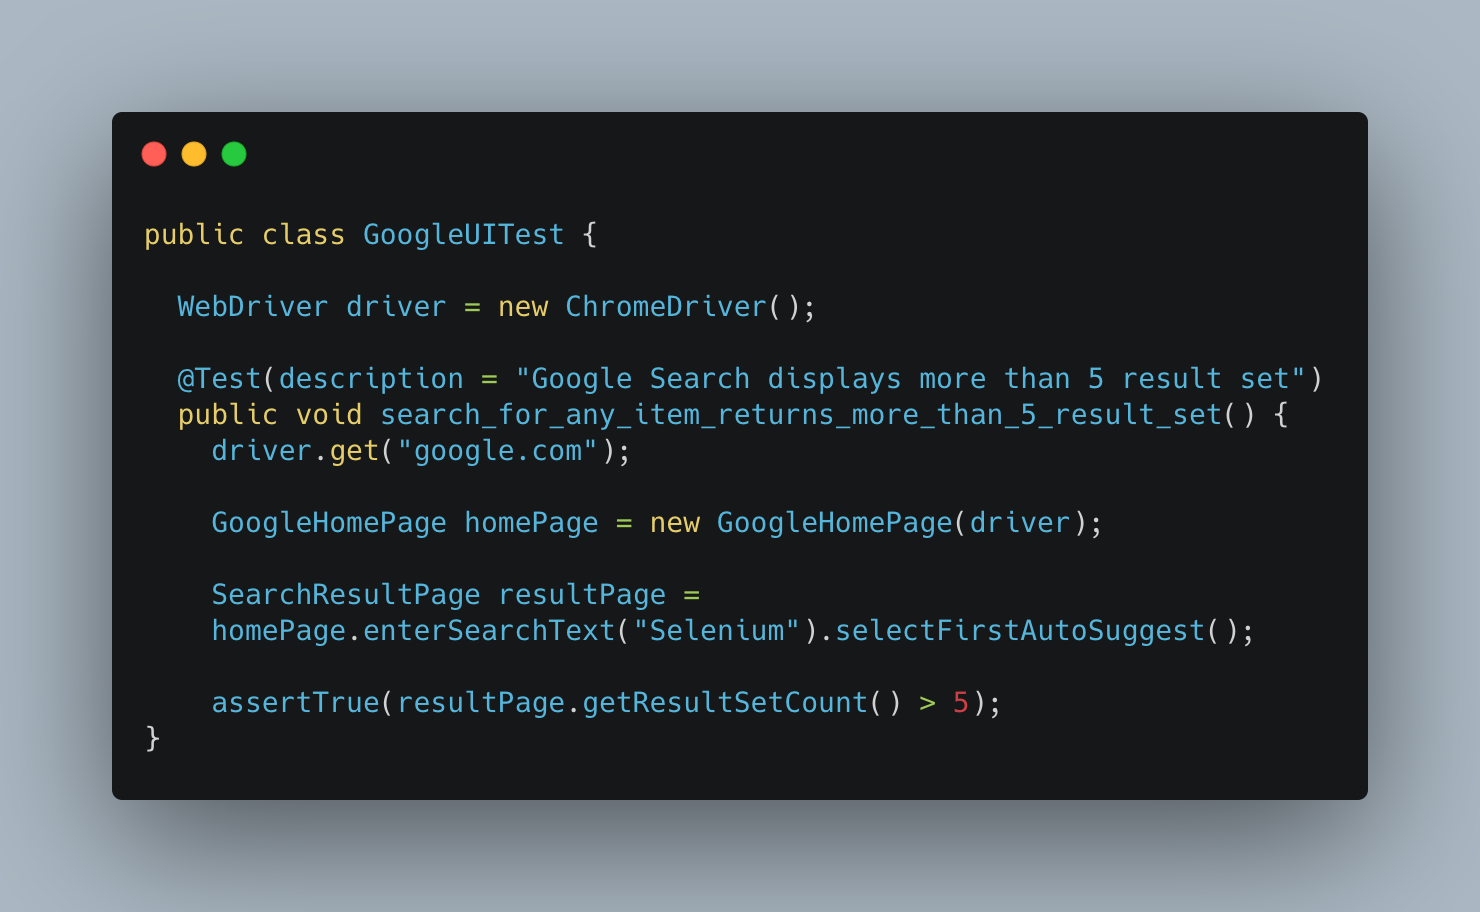 public class GoogleUITest {
WebDriver driver = new ChromeDriver();
@Test(description = "Google Search displays more than 5 result set")
public void search_for_any_item_returns_more_than_5_result_set() {
driver.get("google.com");
GoogleHomePage homePage = new GoogleHomePage(driver);
SearchResultPage resultPage =
homePage.enterSearchText("Selenium").selectFirstAutoSuggest();
assertTrue(resultPage.getResultSetCount() > 5);
}